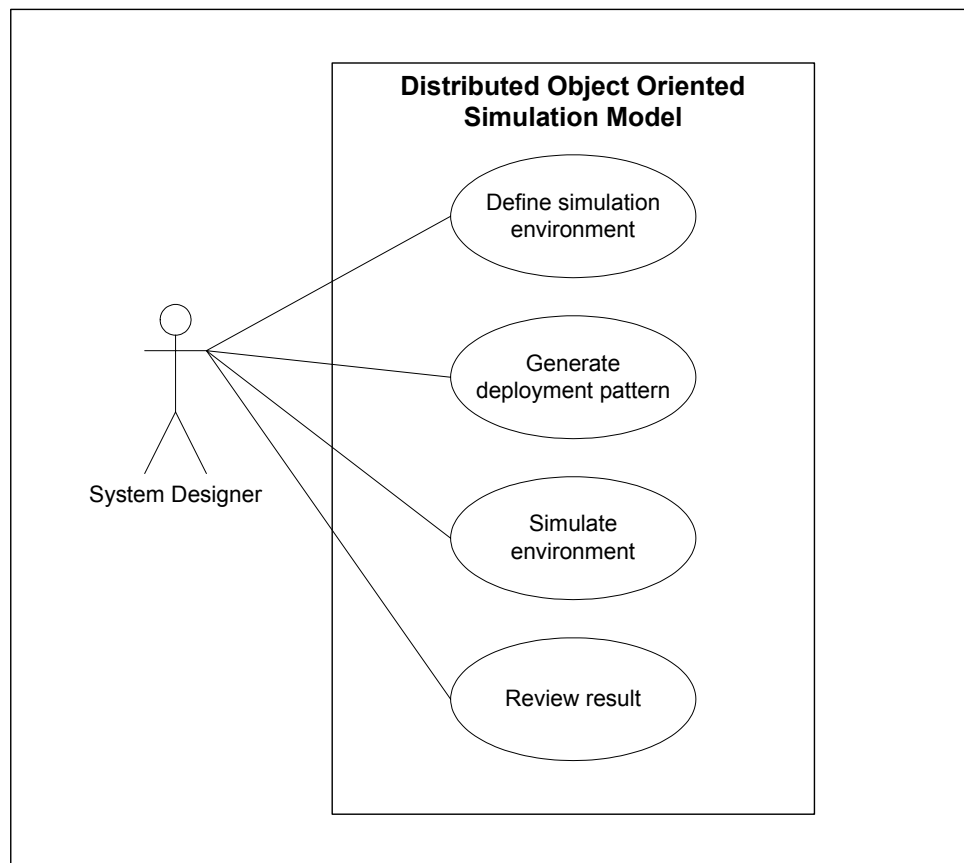 Distributed Object Oriented
Simulation Model
Define simulation
environment
Generate
deployment pattern
System Designer
Simulate
environment
Review result